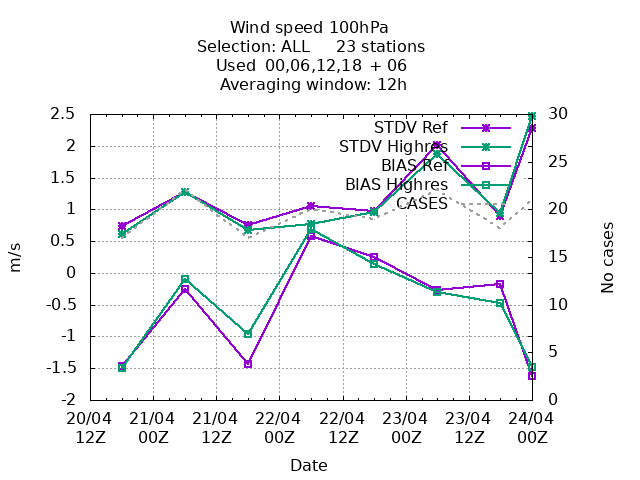 Wind speed 100hPa
Selection: ALL 23 stations
Used 00,06,12,18 + 06
Averaging window: 12h
STDV Ref
STDV Highres
BIAS Ref
BIAS Highres
CASES
2.5
2
1.5
1
0.5
0
-0.5
-1
-1.5
-2
m/s
30
25
20
15
10
5
0
No cases
20/04 21/04 21/04 22/04 22/04 23/04 23/04 24/04
12Z 00Z 12Z 00Z 12Z 00Z 12Z 00Z
Date